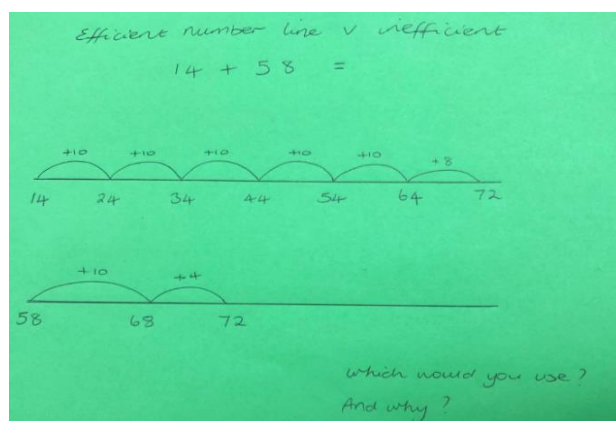 Efficient number line v inefficient
14 + 58 =
+10 +10 +10 +10 +10 +8
14 24 34 44 54 64 72
+10 +4
58 68 72
Which would you use?
And why?